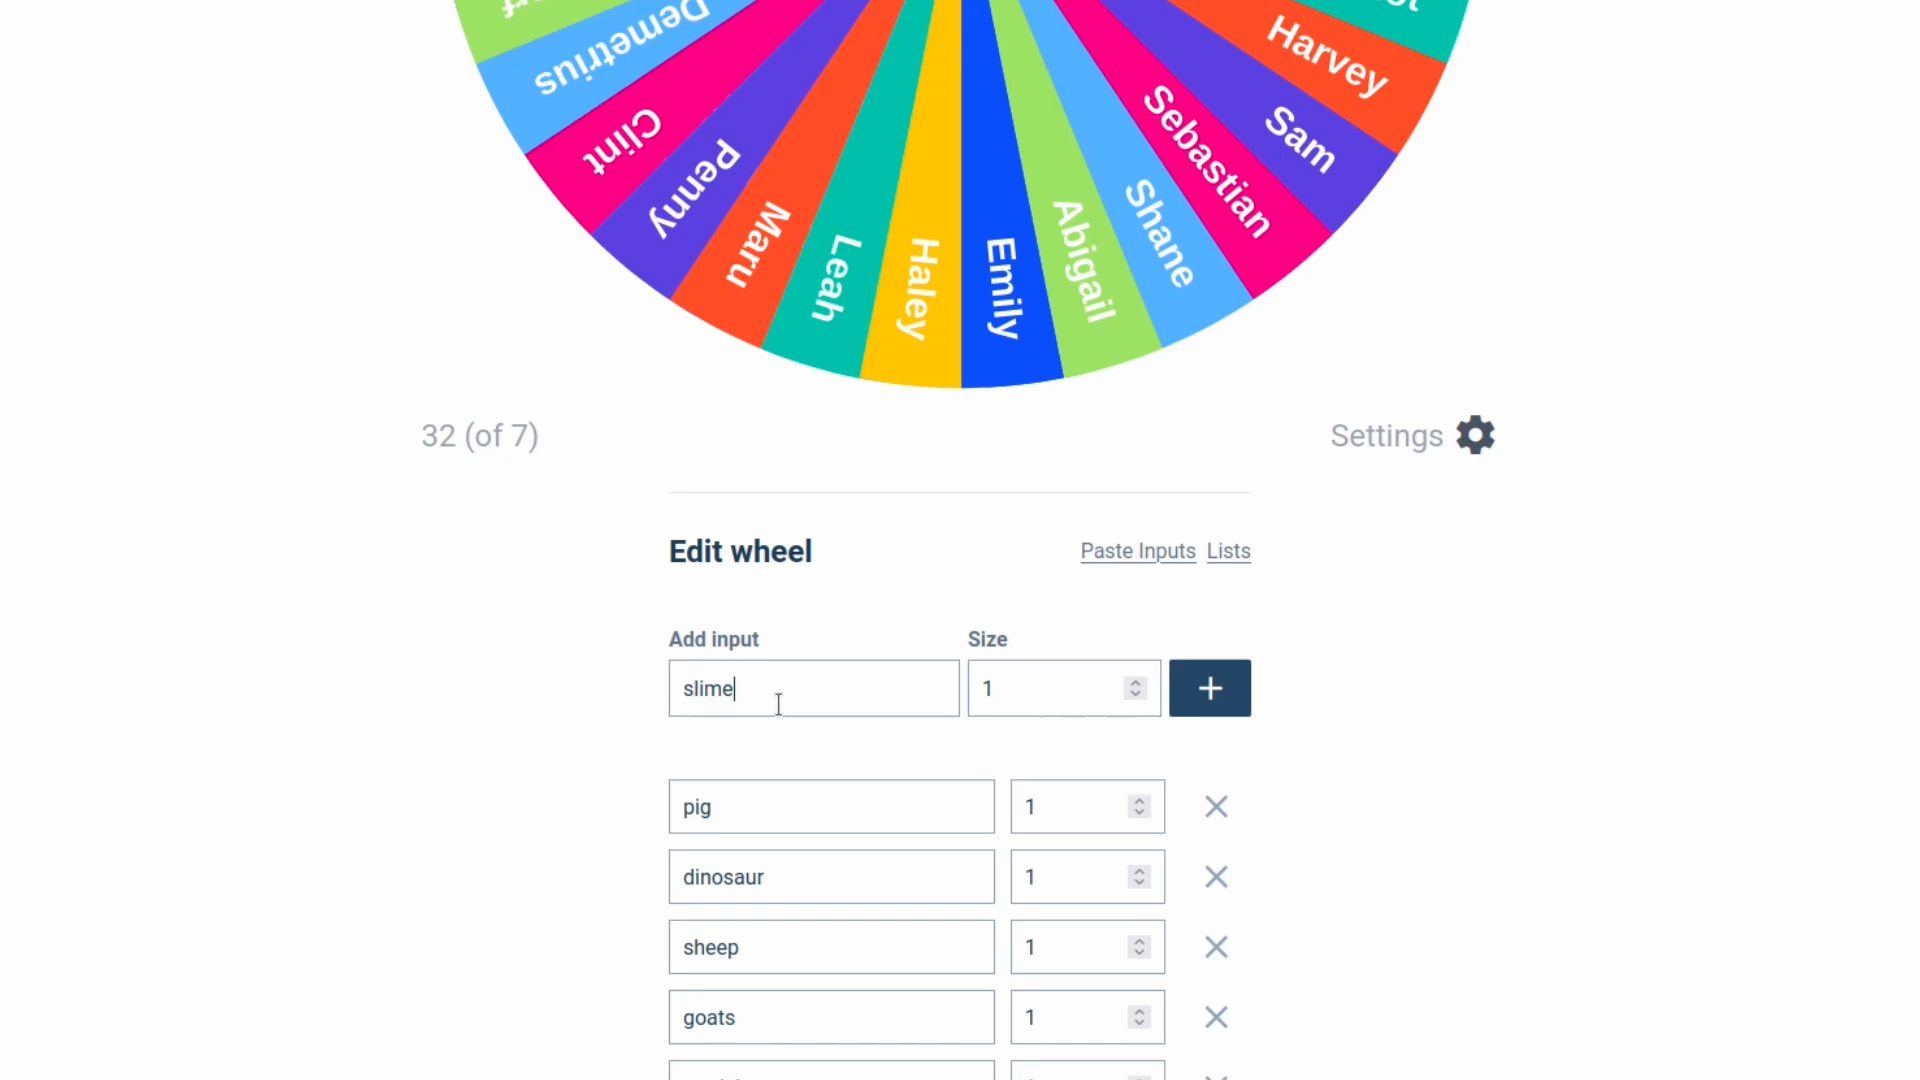 Demetrius
Clint
Penny
Maru
Leah
Haley
Emily
Abigail
Shane
Sebastian
Sam
Harvey
32 (of 7)
Settings
Edit wheel
Paste Inputs Lists
Add input Size
slime 1 +
pig 1
dinosaur 1
sheep 1
goats 1